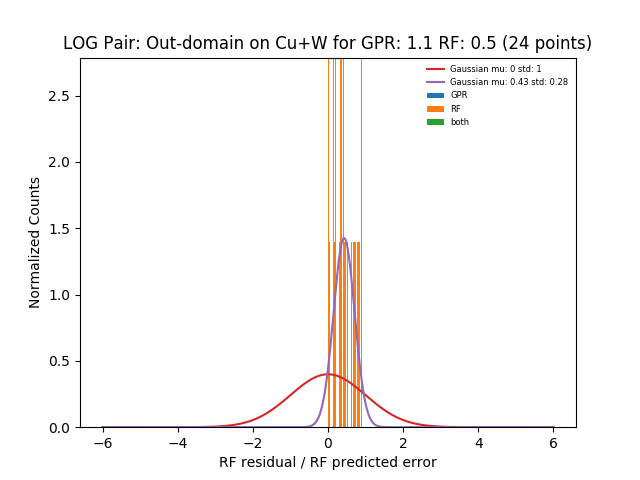 LOG Pair: Out-domain on Cu+W for GPR: 1.1 RF: 0.5 (24 points)
Gaussian mu: 0 std: 1
Gaussian mu: 0.43 std: 0.28
GPR
RF
both
Normalized Counts
2.5
2.0
1.5
1.0
0.5
0.0
−6 −4 −2 0 2 4 6
RF residual / RF predicted error